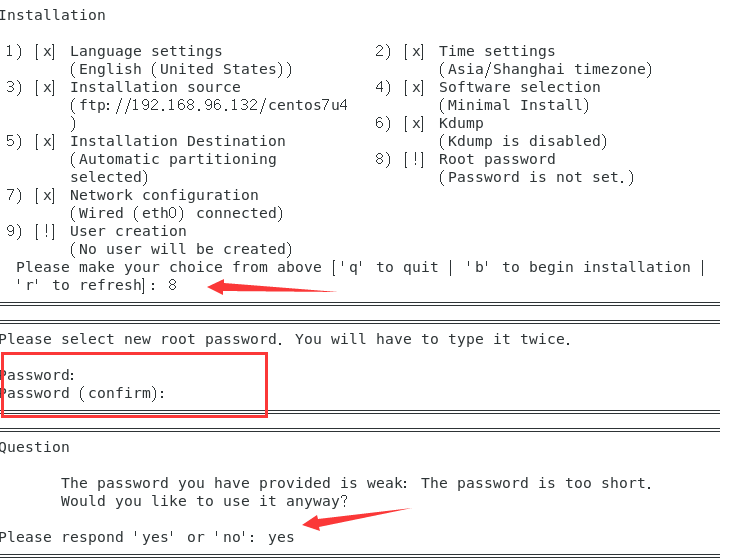 Installation
1) [x] Language settings 2) [x] Time settings
(English (United States)) (Asia/Shanghai timezone)
3) [x] Installation source 4) [x] Software selection
(ftp://192.168.96.132/centos7u4 (Minimal Install)
) 6) [x] Kdump
5) [x] Installation Destination (Kdump is disabled)
(Automatic partitioning 8) [!] Root password
selected) (Password is not set.)
7) [x] Network configuration
(Wired (eth0) connected)
9) [!] User creation
(No user will be created)
Please make your choice from above ['q' to quit | 'b' to begin installation |
'r' to refresh]: 8
Please select new root password. You will have to type it twice.
Password:
Password (confirm):
Question
The password you have provided is weak: The password is too short.
Would you like to use it anyway?
Please respond 'yes' or 'no': yes